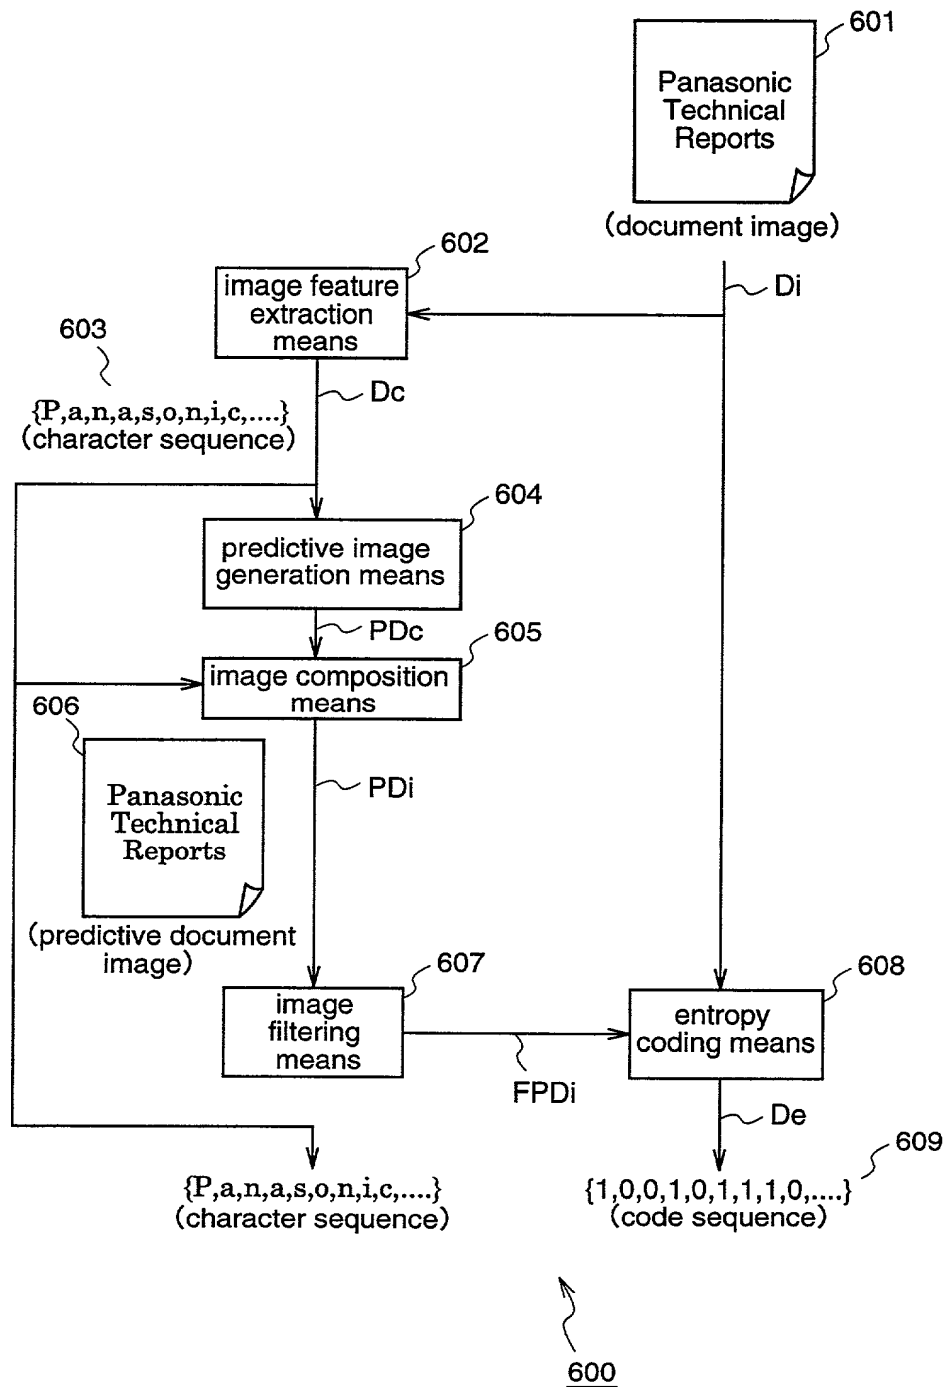 601
Panasonic
Technical
Reports
(document image)
602
image feature
extraction
means
Di
603
Dc
{P,a,n,a,s,o,n,i,c,....}
(character sequence)
604
predictive image
generation means
PDc
605
image composition
means
606
PDi
Panasonic
Technical
Reports
(predictive document
image)
607
image
filtering
means
608
entropy
coding means
FPDi
De
609
{P,a,n,a,s,o,n,i,c,....}
(character sequence)
{1,0,0,1,0,1,1,1,0,....}
(code sequence)
600